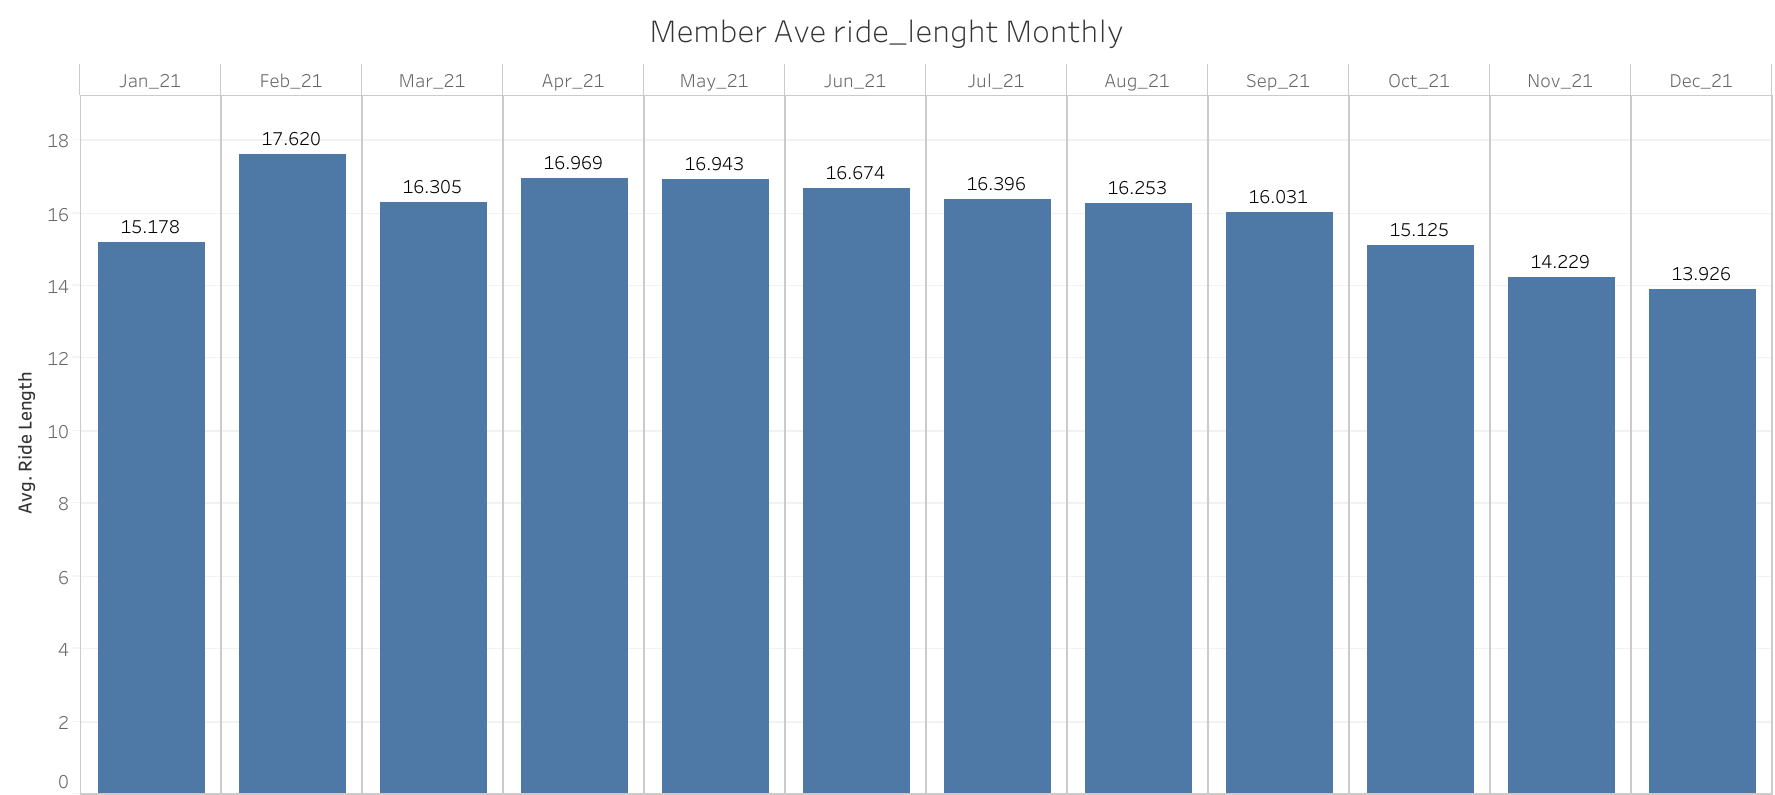 Member Ave ride_lenght Monthly
Jan_21 Feb_21 Mar_21 Apr_21 May_21 Jun_21 Jul_21 Aug_21 Sep_21 Oct_21 Nov_21 Dec_21
Avg. Ride Length
18
16
14
12
10
8
6
4
2
0
15.178 17.620 16.305 16.969 16.943 16.674 16.396 16.253 16.031 15.125 14.229 13.926